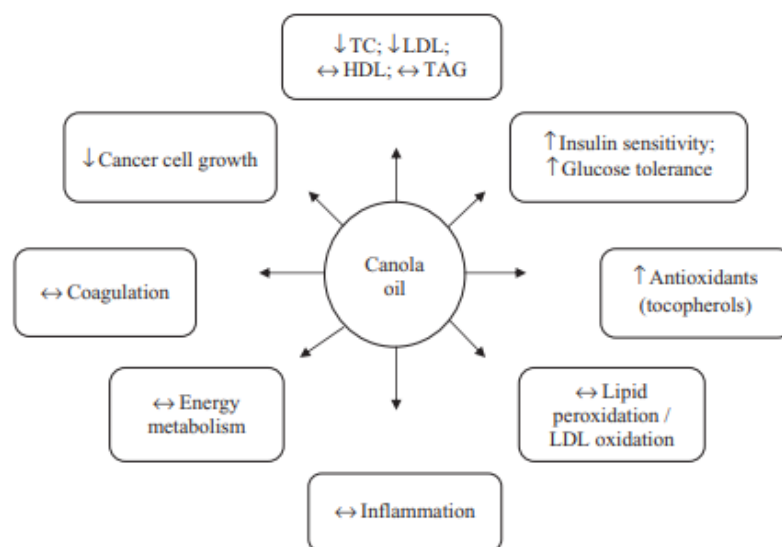 ↓TC; ↓LDL;
↔ HDL; ↔ TAG
↓Cancer cell growth
↑Insulin sensitivity;
↑Glucose tolerance
Canola
oil
↔ Coagulation
↑Antioxidants
(tocopherols)
↔ Energy
metabolism
↔ Lipid
peroxidation /
LDL oxidation
↔Inflammation